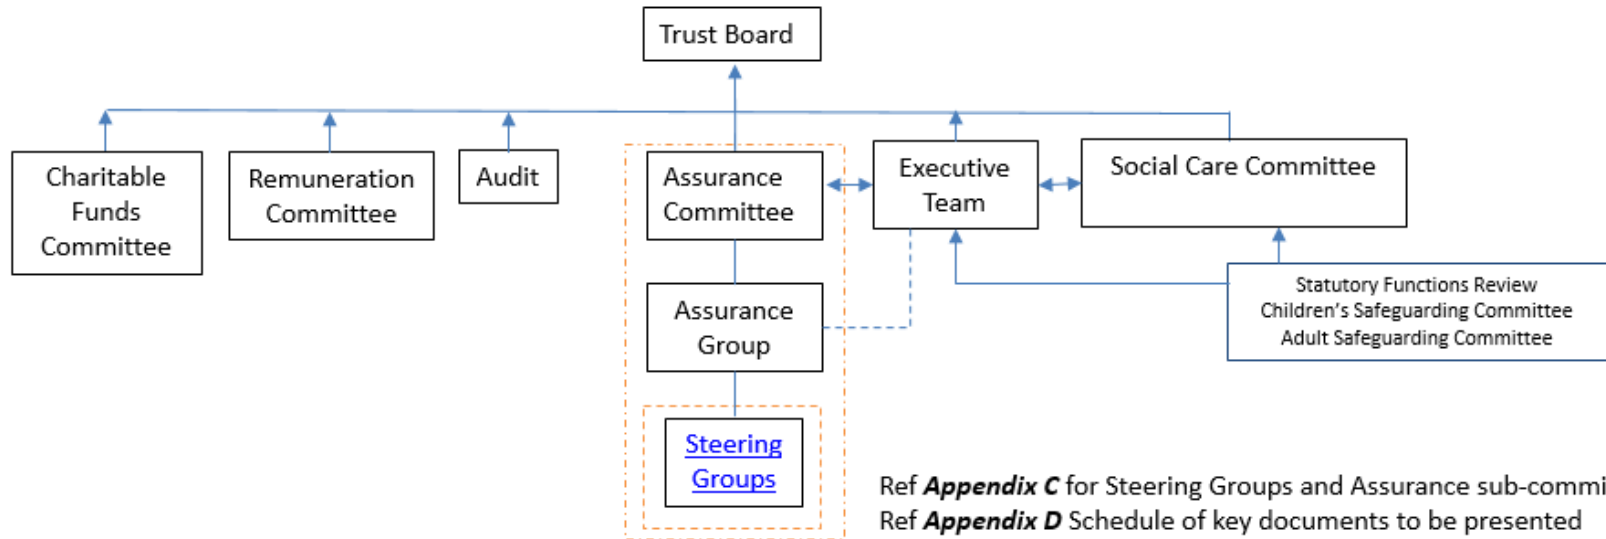 Trust Board
Charitable
Funds
Committee
Remuneration
Committee
Audit
Assurance
Committee
Executive
Team
Social Care Committee
Assurance
Group
Statutory Functions Review
Children's Safeguarding Committee
Adult Safeguarding Committee
Steering
Groups
Ref Appendix C for Steering Groups and Assurance sub-commi
Ref Appendix D Schedule of key documents to be presented